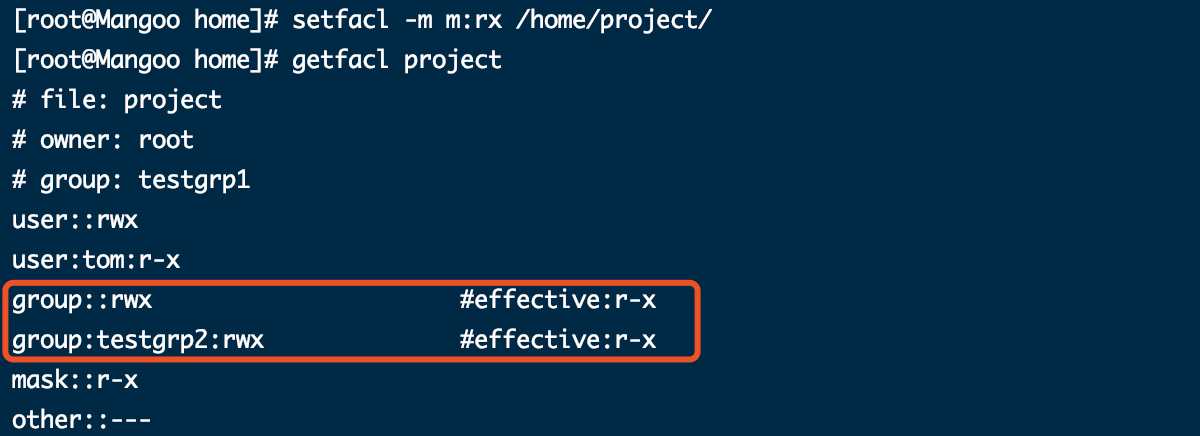 [root@Mangoo home]# setfacl -m m:rx /home/project/
[root@Mangoo home]# getfacl project
# file: project
# owner: root
# group: testgrp1
user::rwx
user:tom:r-x
group::rwx                      #effective:r-x
group:testgrp2:rwx              #effective:r-x
mask::r-x
other::---